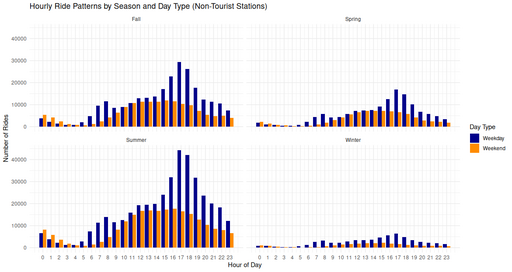 Hourly Ride Patterns by Season and Day Type (Non-Tourist Stations)
Fall
Spring
40000
30000
20000
10000
0
Summer
Winter
40000
30000
20000
10000
0
0 1 2 3 4 5 6 7 8 9 10 11 12 13 14 15 16 17 18 19 20 21 22 23
0 1 2 3 4 5 6 7 8 9 10 11 12 13 14 15 16 17 18 19 20 21 22 23
Hour of Day
Number of Rides
Day Type
Weekday
Weekend